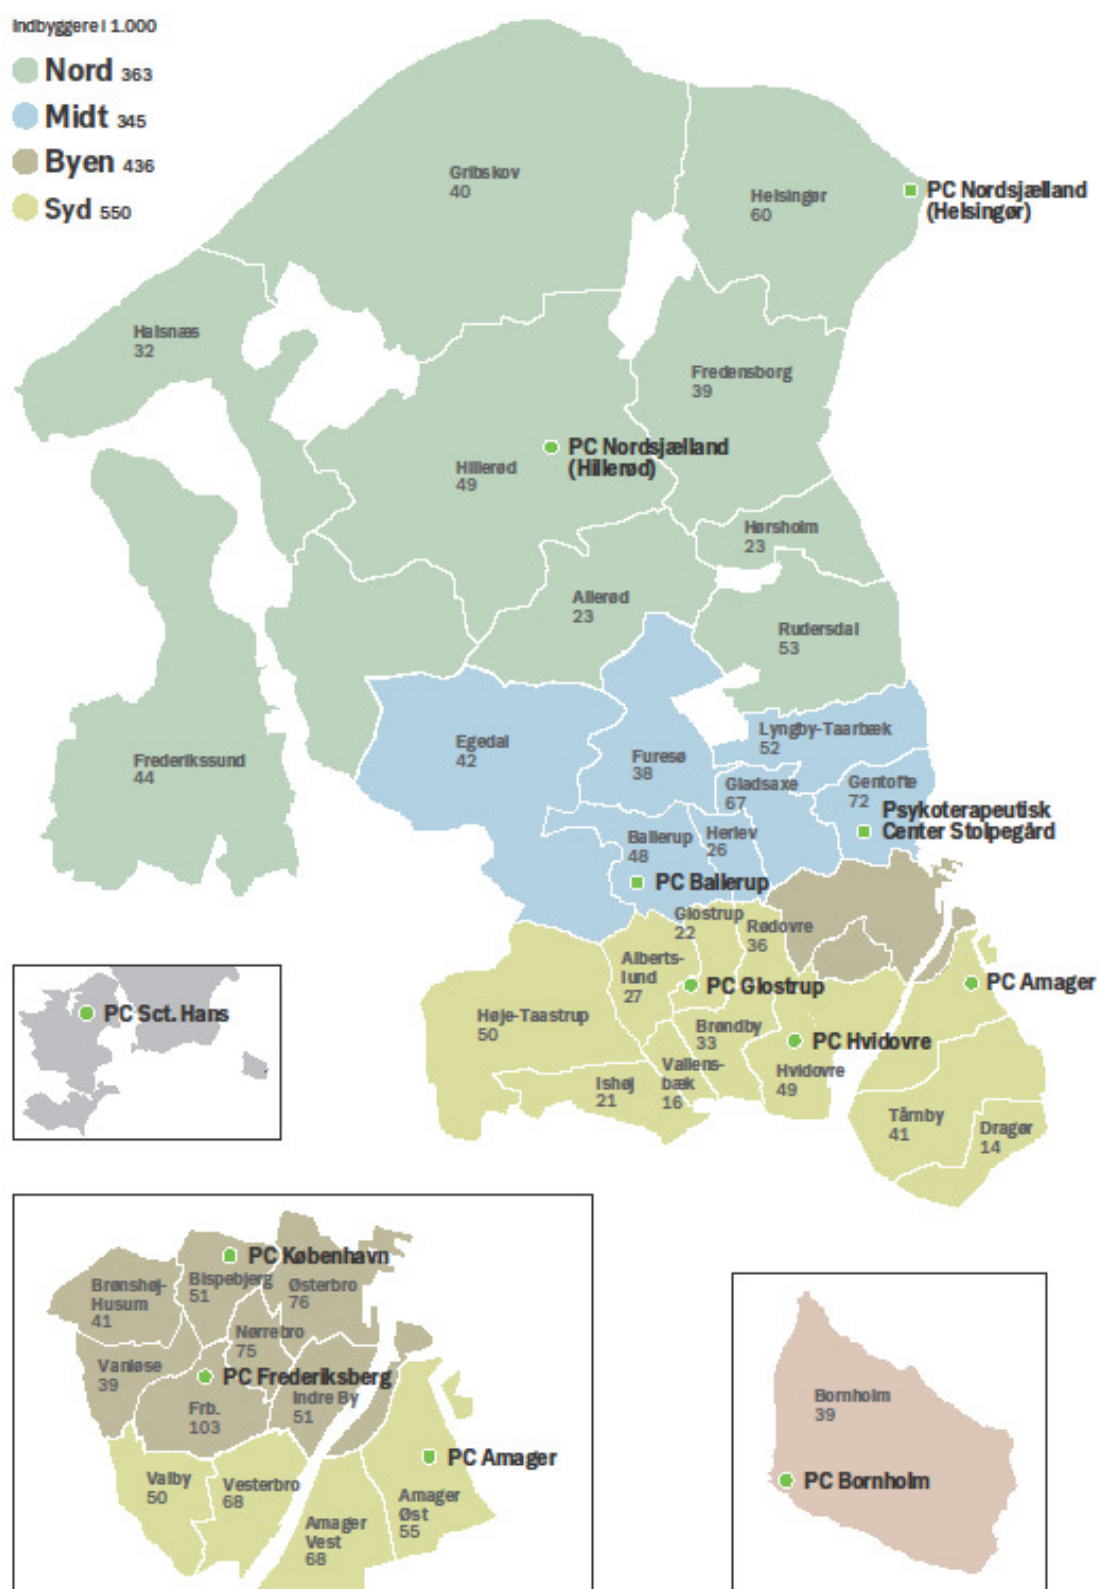 Indbyggere i 1.000
Nord 363
Midt 345
Byen 436
Syd 550
Gribskov
40
Helsingør
60
PC Nordsjælland
(Helsingør)
Halsnæs
32
Fredensborg
39
PC Nordsjælland
(Hillerød)
Hillerød
49
Hørsholm
23
Allerød
23
Rudersdal
53
Frederikssund
44
Egedal
42
Furesø
38
Lyngby-Taarbæk
52
Gladsaxe
67
Gentofte
72
Psykoterapeutisk
Center Stolpegård
Ballerup
48
Herlev
26
PC Ballerup
Glostrup
22
Rødovre
36
Alberts-
lund
27
PC Glostrup
PC Amager
Høje-Taastrup
50
Brøndby
33
PC Hvidovre
Hvidovre
49
Ishøj
21
Vallens-
bæk
16
Tårnby
41
Dragør
14
PC Sct. Hans
PC København
Brønshøj-
Husum
41
Bispebjerg
51
Østerbro
76
Nørrebro
75
Vanløse
39
PC Frederiksberg
Frb.
103
Indre By
51
PC Amager
Valby
50
Vesterbro
68
Amager
Vest
68
Amager
Øst
55
Bornholm
39
PC Bornholm